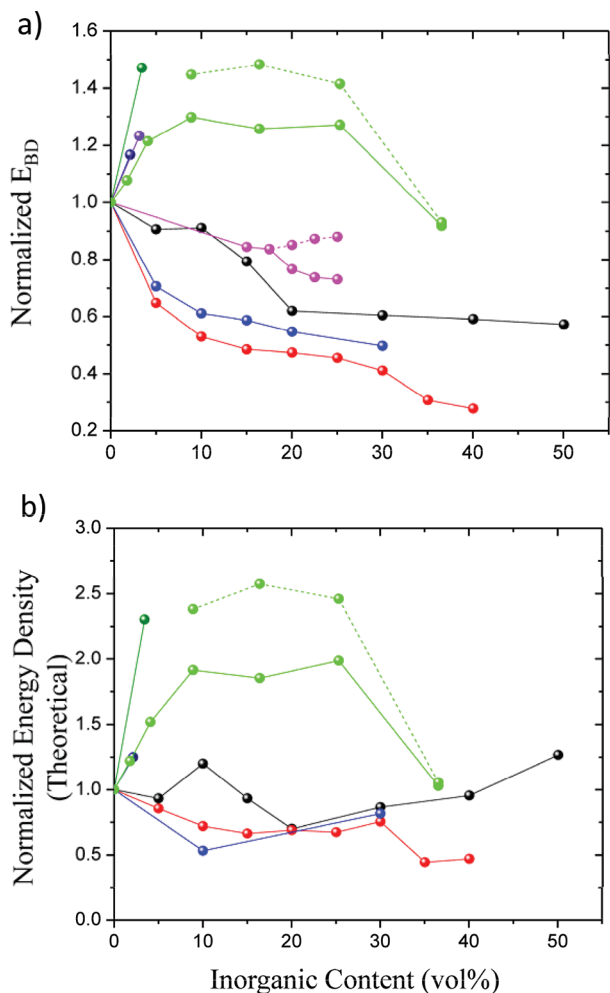 a)
1.6
1.4
1.2
1.0
0.8
0.6
0.4
0.2
Normalized E_BD
0 10 20 30 40 50
b)
3.0
2.5
2.0
1.5
1.0
0.5
0.0
Normalized Energy Density
(Theoretical)
0 10 20 30 40 50
Inorganic Content (vol%)